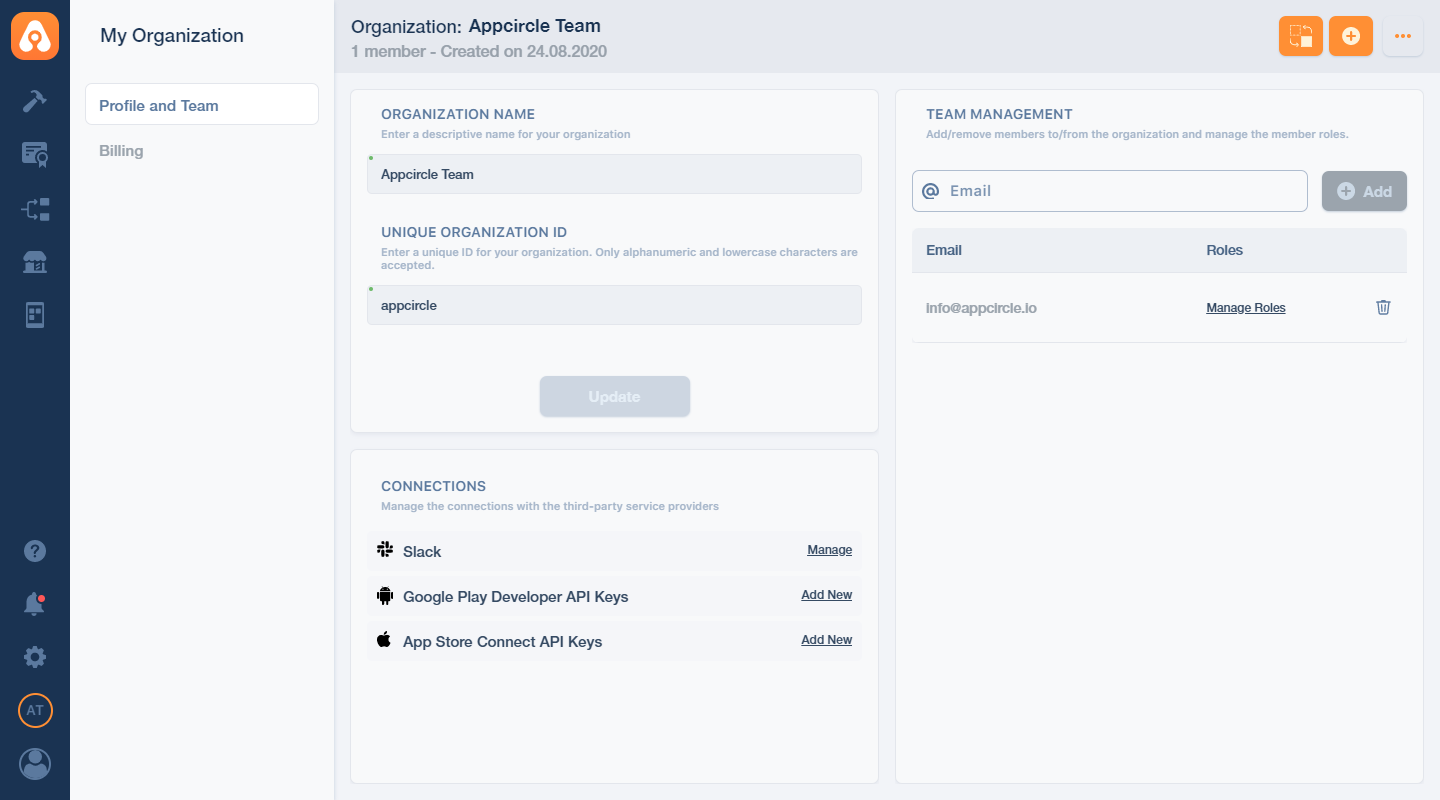 My Organization
Profile and Team
Billing
AT
Organization: Appcircle Team
1 member - Created on 24.08.2020
ORGANIZATION NAME
Enter a descriptive name for your organization
Appcircle Team
UNIQUE ORGANIZATION ID
Enter a unique ID for your organization. Only alphanumeric and lowercase characters are
accepted.
appcircle
Update
CONNECTIONS
Manage the connections with the third-party service providers
Slack Manage
Google Play Developer API Keys Add New
App Store Connect API Keys Add New
TEAM MANAGEMENT
Add/remove members to/from the organization and manage the member roles.
Email Add
Email Roles
info@appcircle.io Manage Roles